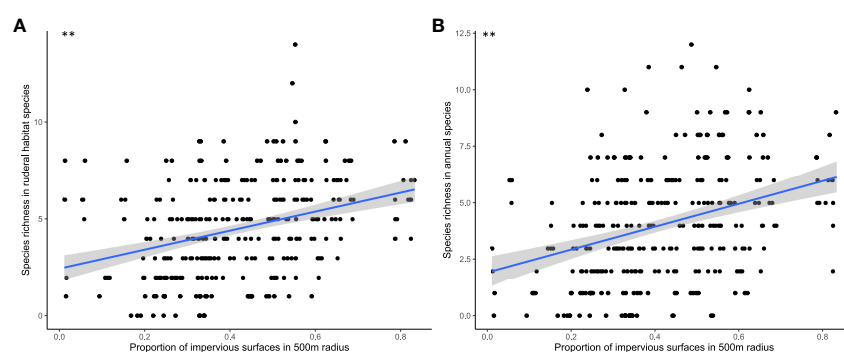 A
**
Species richness in ruderal habitat species
10
5
0
0.0 0.2 0.4 0.6 0.8
Proportion of impervious surfaces in 500m radius
B
**
Species richness in annual species
12.5
10.0
7.5
5.0
2.5
0.0
0.0 0.2 0.4 0.6 0.8
Proportion of impervious surfaces in 500m radius